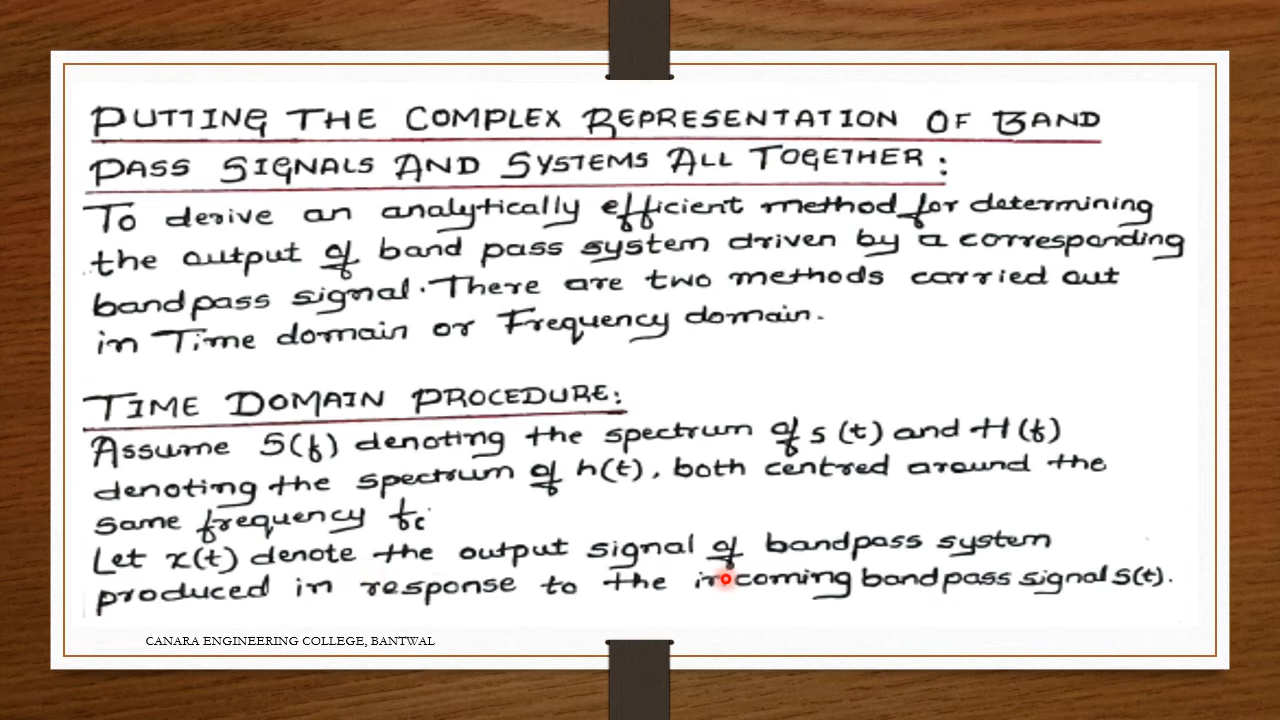 PUTTING THE COMPLEX REPRESENTATION OF BAND
PASS SIGNALS AND SYSTEMS ALL TOGETHER:
To derive an analytically efficient method for determining
the output of band pass system driven by a corresponding
bandpass signal. There are two methods carried out
in Time domain or Frequency domain.
TIME DOMAIN PROCEDURE:
Assume S(f) denoting the spectrum of s(t) and H(f)
denoting the spectrum of h(t), both centred around the
same frequency fc.
Let x(t) denote the output signal of bandpass system
produced in response to the incoming bandpass signal s(t).
CANARA ENGINEERING COLLEGE, BANTWAL